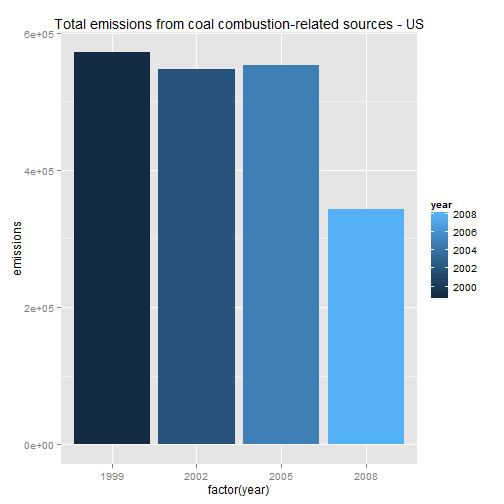 Total emissions from coal combustion-related sources - US
6e+05
4e+05
2e+05
0e+00
emissions
1999 2002 2005 2008
factor(year)
year
2008
2006
2004
2002
2000